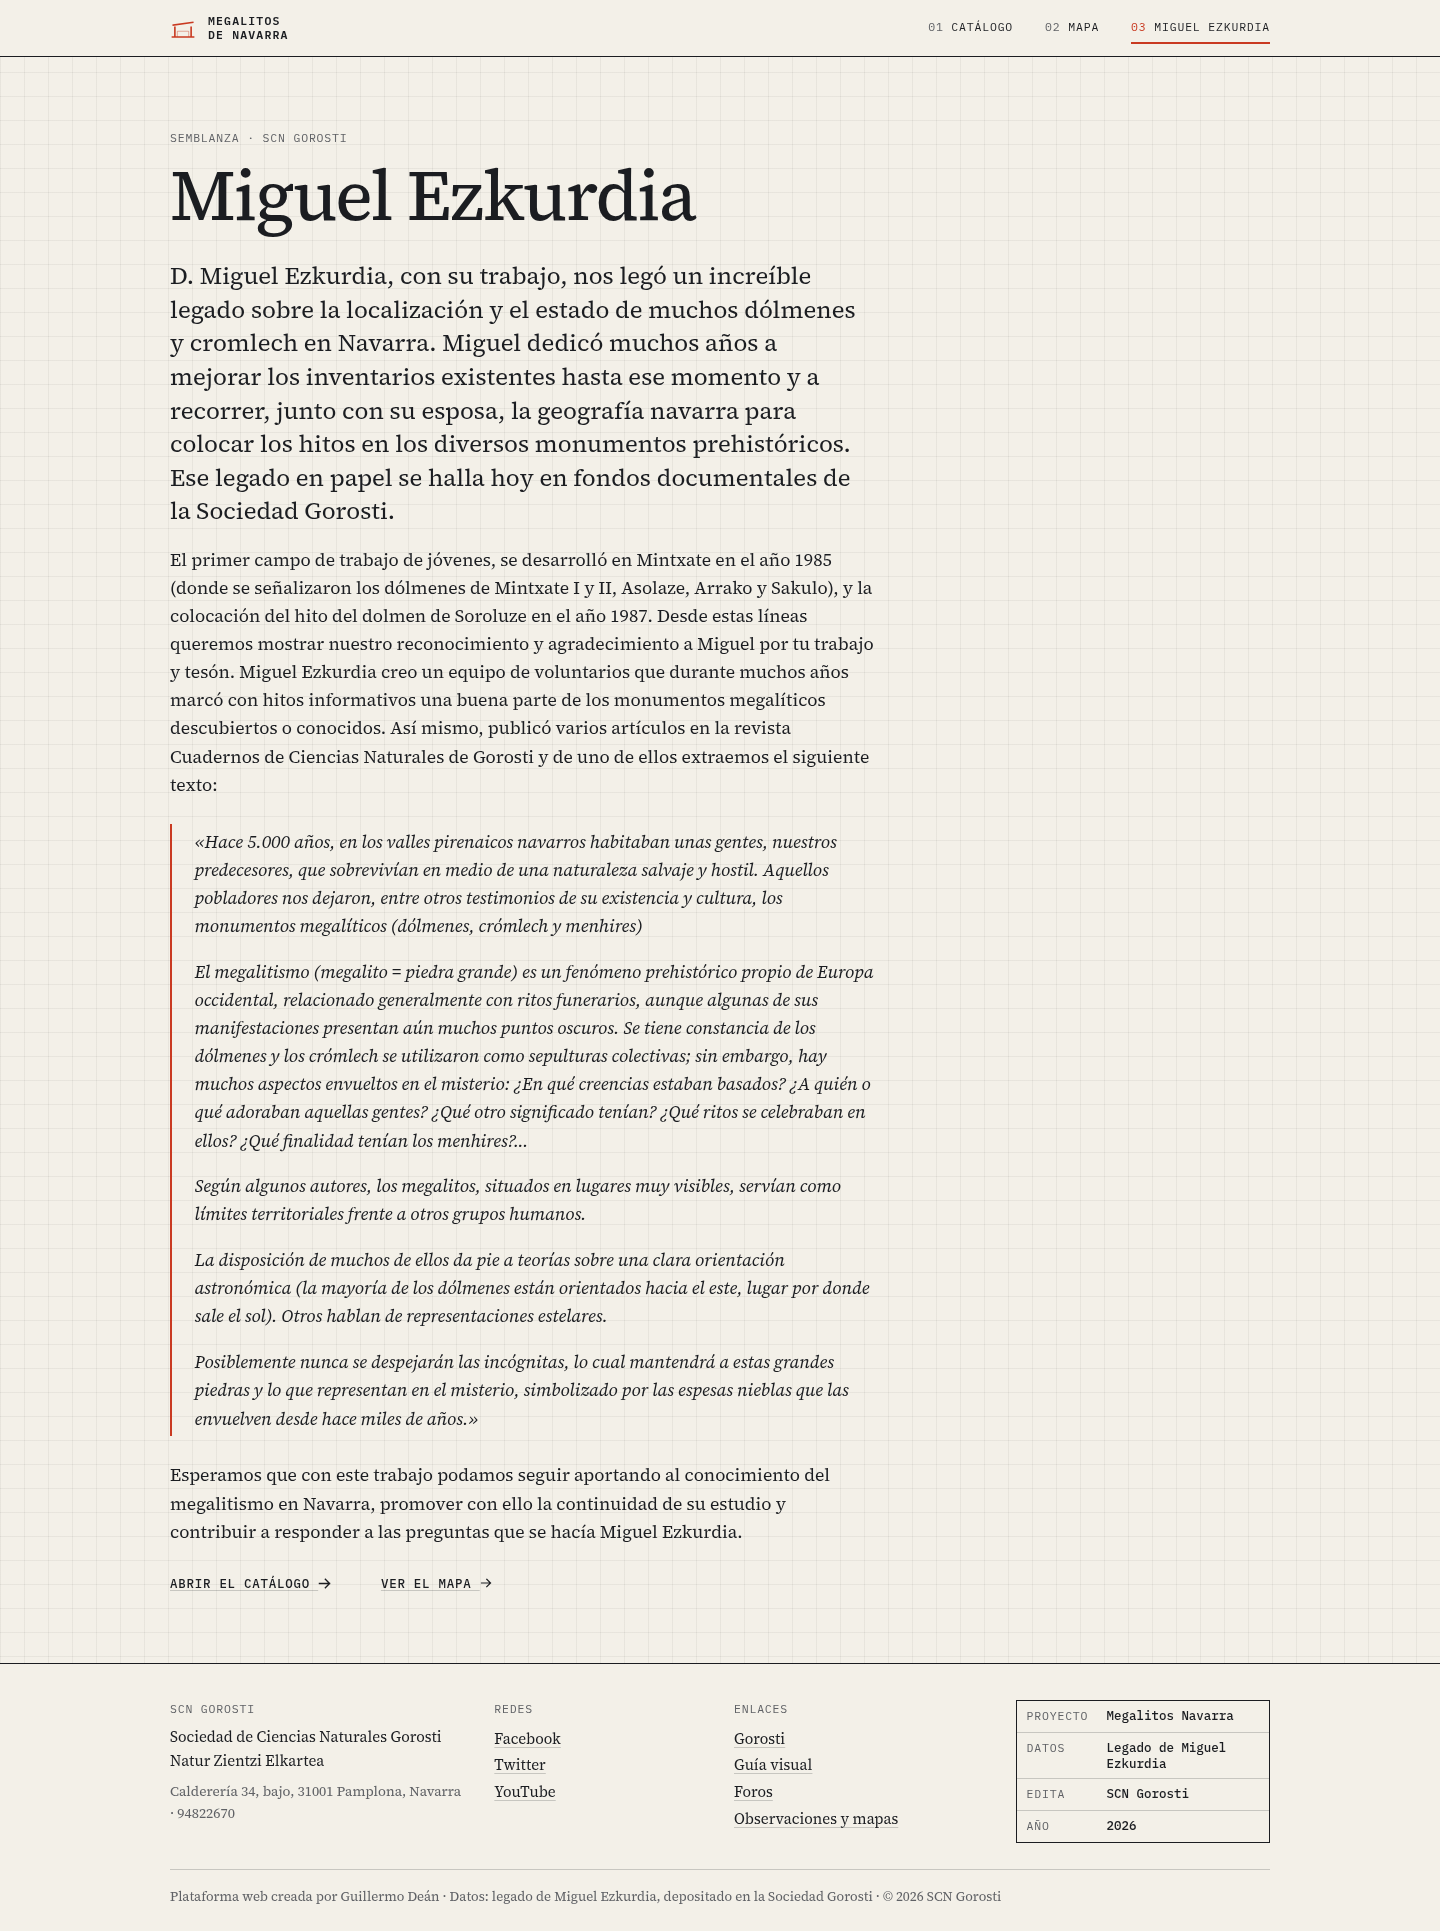 MEGALITOS
DE NAVARRA
01 CATÁLOGO
02 MAPA
03 MIGUEL EZKURDIA
SEMBLANZA · SCN GOROSTI
Miguel Ezkurdia
D. Miguel Ezkurdia, con su trabajo, nos legó un increíble
legado sobre la localización y el estado de muchos dólmenes
y cromlech en Navarra. Miguel dedicó muchos años a
mejorar los inventarios existentes hasta ese momento y a
recorrer, junto con su esposa, la geografía navarra para
colocar los hitos en los diversos monumentos prehistóricos.
Ese legado en papel se halla hoy en fondos documentales de
la Sociedad Gorosti.
El primer campo de trabajo de jóvenes, se desarrolló en Mintxate en el año 1985
(donde se señalizaron los dólmenes de Mintxate I y II, Asolaze, Arrako y Sakulo), y la
colocación del hito del dolmen de Soroluze en el año 1987. Desde estas líneas
queremos mostrar nuestro reconocimiento y agradecimiento a Miguel por tu trabajo
y tesón. Miguel Ezkurdia creo un equipo de voluntarios que durante muchos años
marcó con hitos informativos una buena parte de los monumentos megalíticos
descubiertos o conocidos. Así mismo, publicó varios artículos en la revista
Cuadernos de Ciencias Naturales de Gorosti y de uno de ellos extraemos el siguiente
texto:
«Hace 5.000 años, en los valles pirenaicos navarros habitaban unas gentes, nuestros
predecesores, que sobrevivían en medio de una naturaleza salvaje y hostil. Aquellos
pobladores nos dejaron, entre otros testimonios de su existencia y cultura, los
monumentos megalíticos (dólmenes, crómlech y menhires)
El megalitismo (megalito = piedra grande) es un fenómeno prehistórico propio de Europa
occidental, relacionado generalmente con ritos funerarios, aunque algunas de sus
manifestaciones presentan aún muchos puntos oscuros. Se tiene constancia de los
dólmenes y los crómlech se utilizaron como sepulturas colectivas; sin embargo, hay
muchos aspectos envueltos en el misterio: ¿En qué creencias estaban basados? ¿A quién o
qué adoraban aquellas gentes? ¿Qué otro significado tenían? ¿Qué ritos se celebraban en
ellos? ¿Qué finalidad tenían los menhires?...
Según algunos autores, los megalitos, situados en lugares muy visibles, servían como
límites territoriales frente a otros grupos humanos.
La disposición de muchos de ellos da pie a teorías sobre una clara orientación
astronómica (la mayoría de los dólmenes están orientados hacia el este, lugar por donde
sale el sol). Otros hablan de representaciones estelares.
Posiblemente nunca se despejarán las incógnitas, lo cual mantendrá a estas grandes
piedras y lo que representan en el misterio, simbolizado por las espesas nieblas que las
envuelven desde hace miles de años.»
Esperamos que con este trabajo podamos seguir aportando al conocimiento del
megalitismo en Navarra, promover con ello la continuidad de su estudio y
contribuir a responder a las preguntas que se hacía Miguel Ezkurdia.
ABRIR EL CATÁLOGO →
VER EL MAPA →
SCN GOROSTI
Sociedad de Ciencias Naturales Gorosti
Natur Zientzi Elkartea
Calderería 34, bajo, 31001 Pamplona, Navarra
· 94822670
REDES
Facebook
Twitter
YouTube
ENLACES
Gorosti
Guía visual
Foros
Observaciones y mapas
PROYECTO Megalitos Navarra
DATOS Legado de Miguel
Ezkurdia
EDITA SCN Gorosti
AÑO 2026
Plataforma web creada por Guillermo Deán · Datos: legado de Miguel Ezkurdia, depositado en la Sociedad Gorosti · © 2026 SCN Gorosti